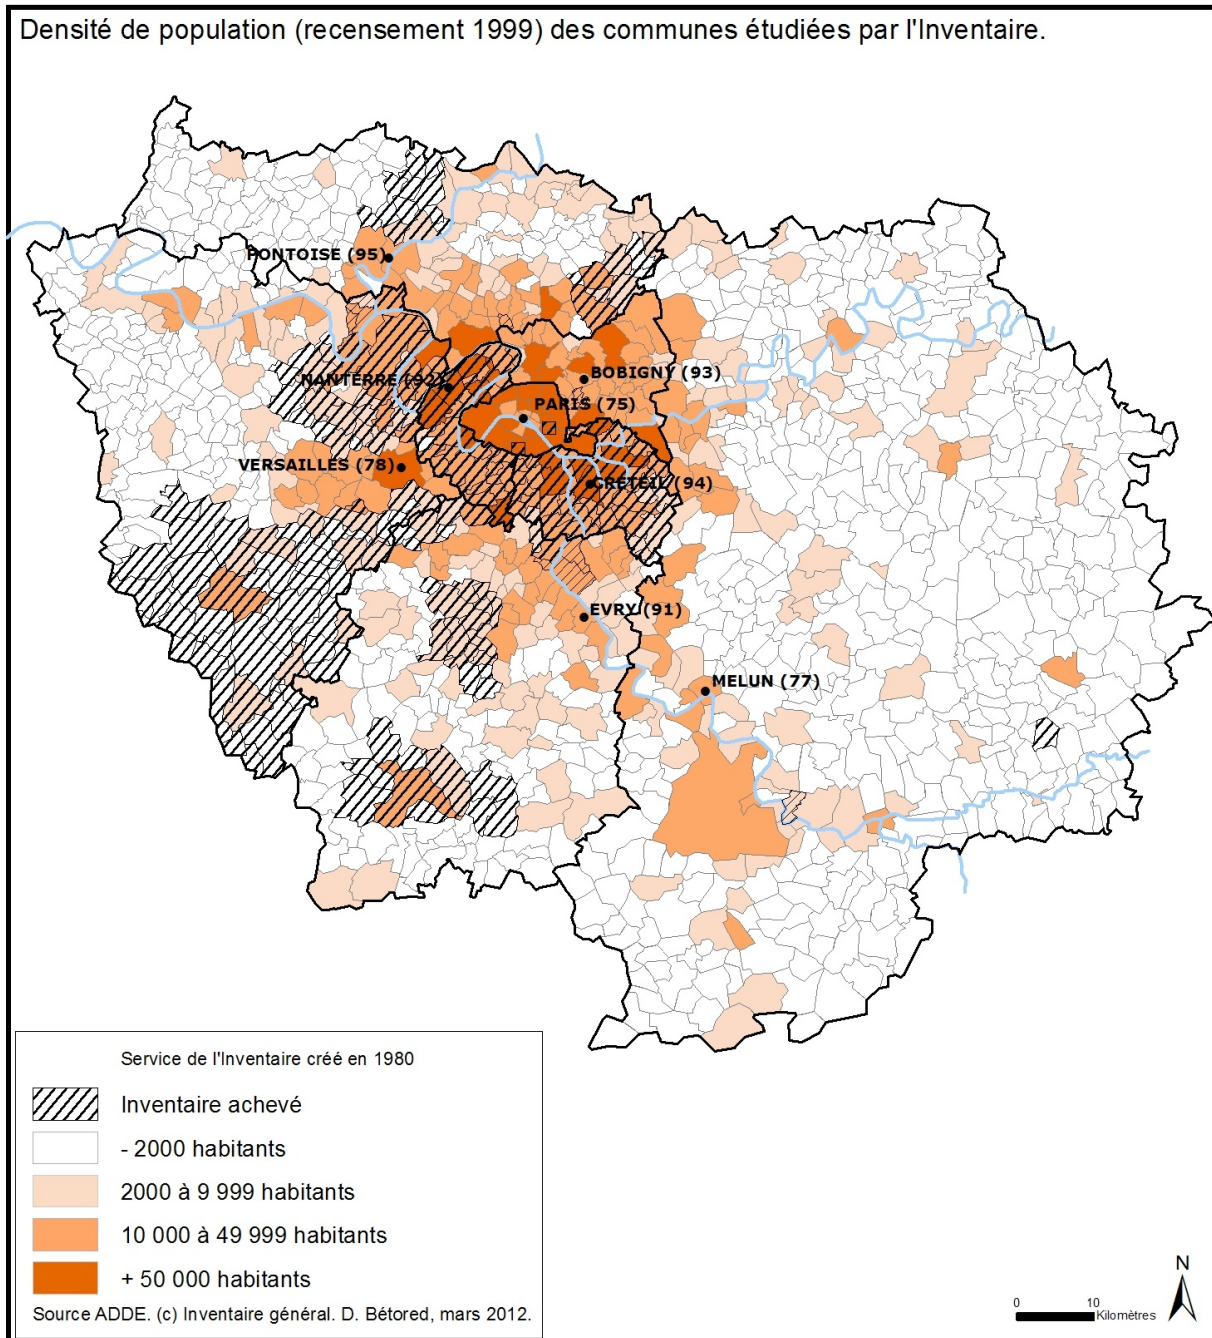 Densité de population (recensement 1999) des communes étudiées par l'Inventaire.
PONTOISE (95)
NANTERRE (92)
BOBIGNY (93)
PARIS (75)
VERSAILLES (78)
CRETEIL (94)
EVRY (91)
MELUN (77)
Service de l'Inventaire créé en 1980
Inventaire achevé
- 2000 habitants
2000 à 9 999 habitants
10 000 à 49 999 habitants
+ 50 000 habitants
Source ADDE. (c) Inventaire général. D. Bétored, mars 2012.
N
0 10
Kilomètres